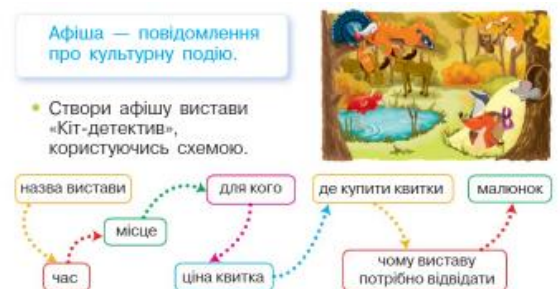 Афіша — повідомлення
про культурну подію.
• Створи афішу вистави
«Кіт-детектив»,
користуючись схемою.
назва вистави
для кого
де купити квитки
малюнок
місце
час
ціна квитка
чому виставу
потрібно відвідати